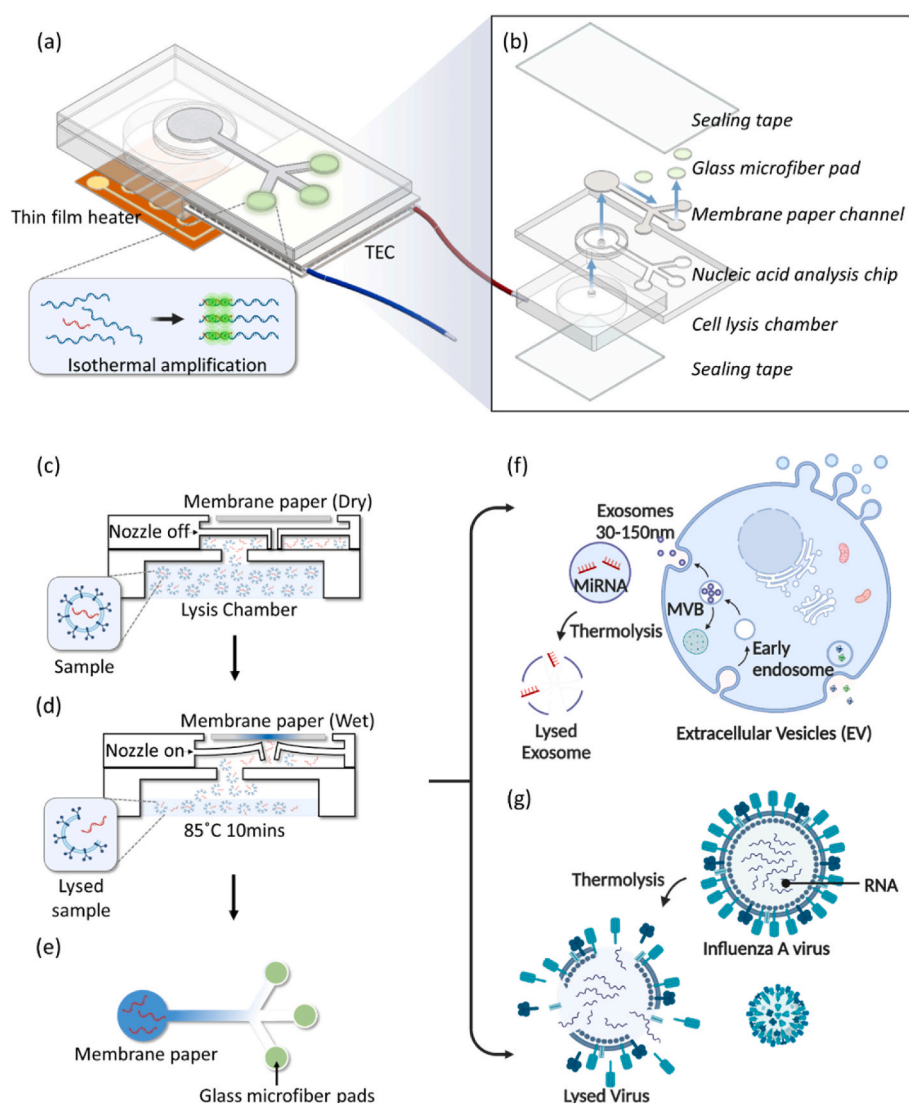 (a)
Thin film heater
TEC
Isothermal amplification
(b)
Sealing tape
Glass microfiber pad
Membrane paper channel
Nucleic acid analysis chip
Cell lysis chamber
Sealing tape
(c)
Membrane paper (Dry)
Nozzle off
Lysis Chamber
Sample
(d)
Membrane paper (Wet)
Nozzle on
85˚C 10mins
Lysed
sample
(e)
Membrane paper
Glass microfiber pads
(f)
Exosomes
30-150nm
MiRNA
Thermolysis
MVB
Early
endosome
Lysed
Exosome
Extracellular Vesicles (EV)
(g)
Thermolysis
RNA
Influenza A virus
Lysed Virus